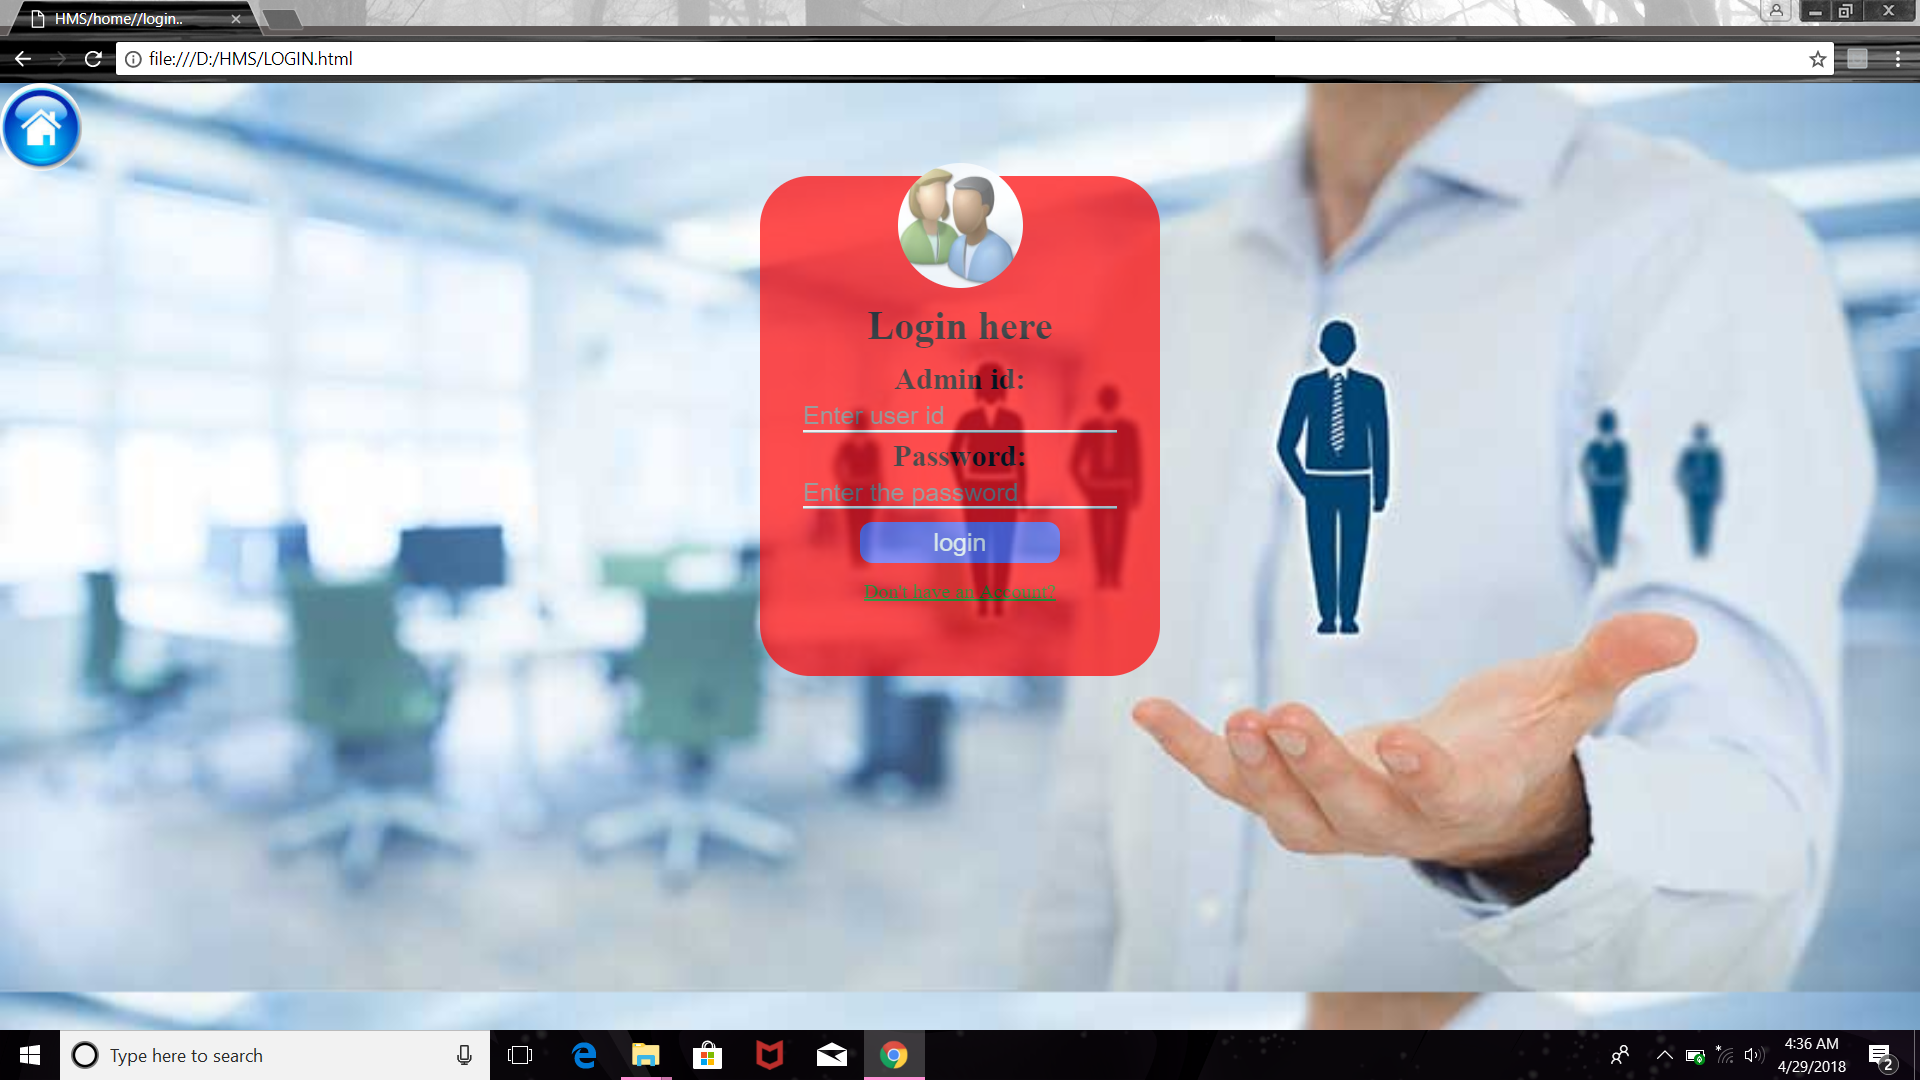 HMS/home//login..
file:///D:/HMS/LOGIN.html
Login here
Admin id:
Enter user id
Password:
Enter the password
login
Don't have an Account?
Type here to search
4:36 AM
4/29/2018
2